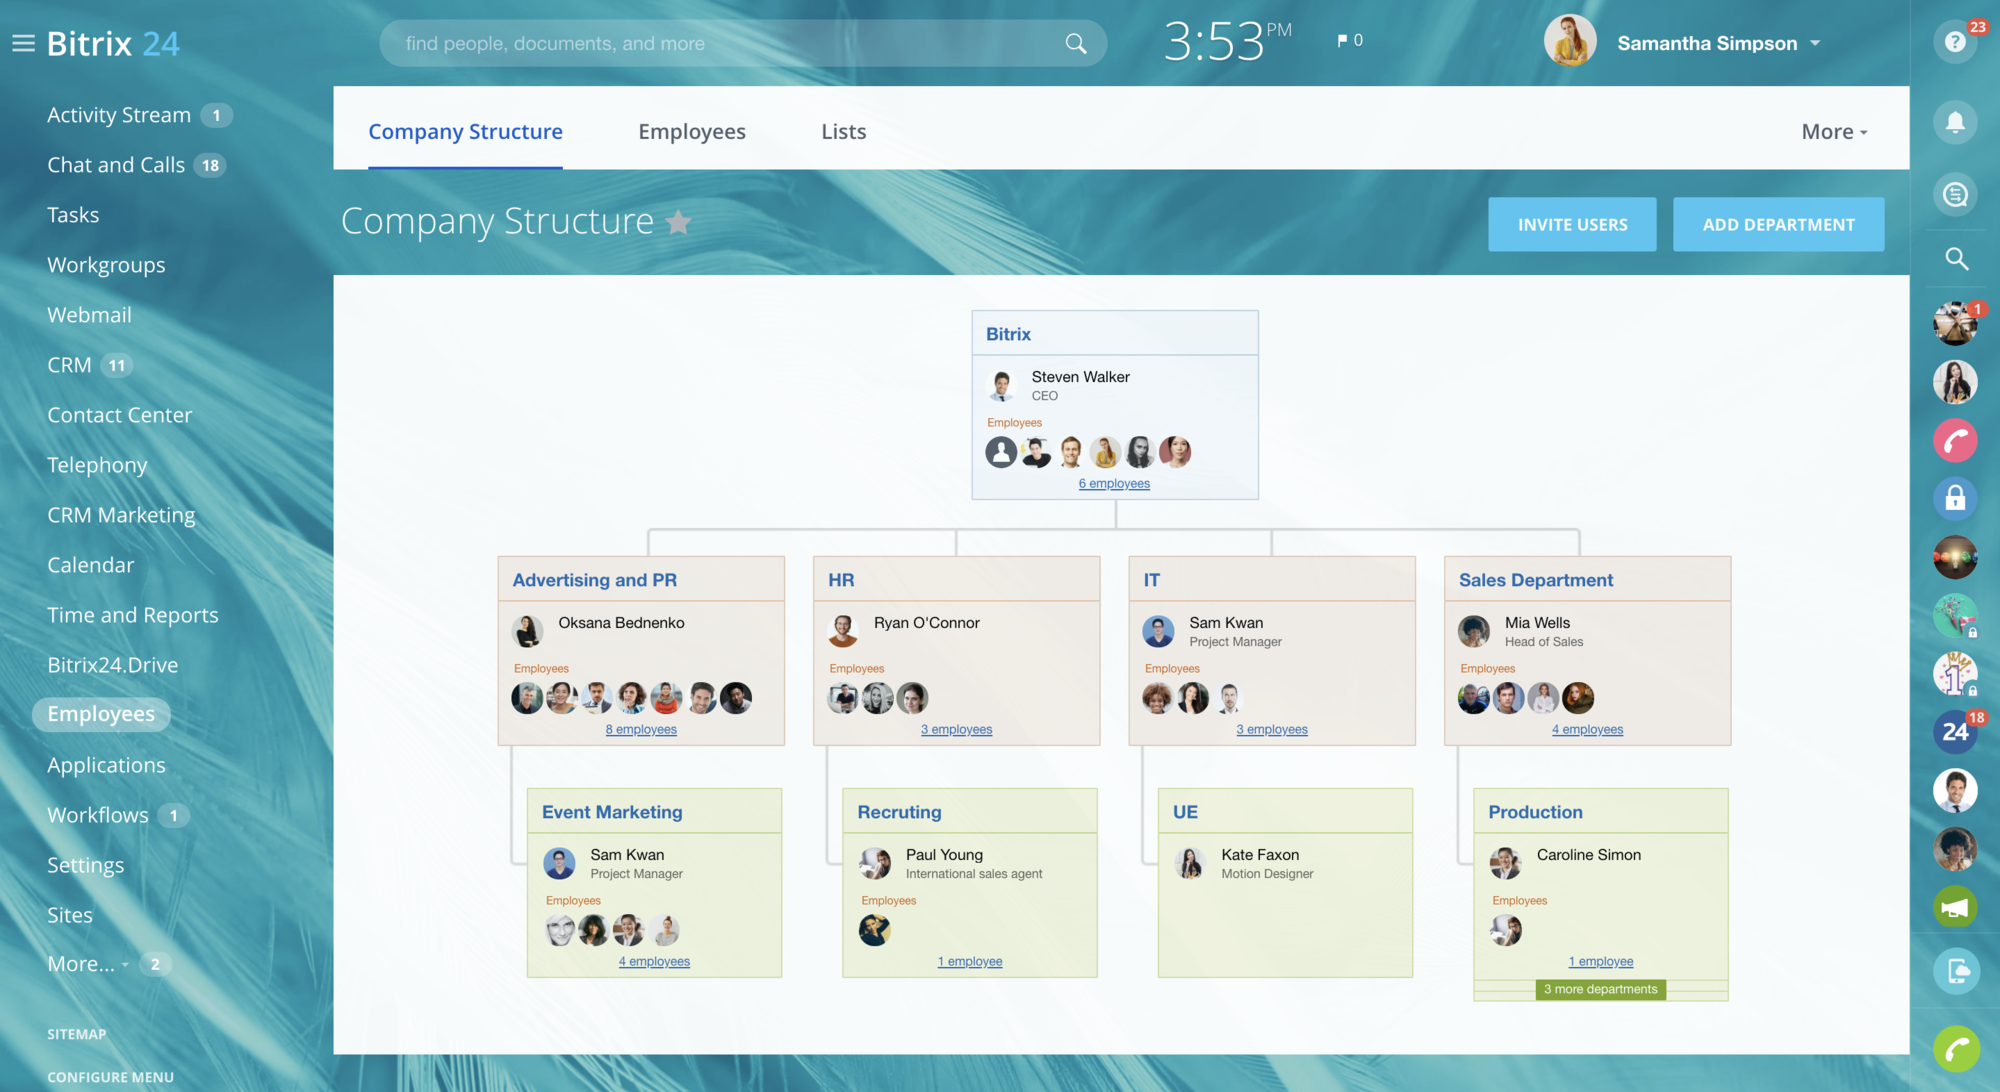 Bitrix 24
find people, documents, and more
3:53 PM
0
Samantha Simpson
23
Activity Stream 1
Chat and Calls 18
Tasks
Workgroups
Webmail
CRM 11
Contact Center
Telephony
CRM Marketing
Calendar
Time and Reports
Bitrix24.Drive
Employees
Applications
Workflows 1
Settings
Sites
More... 2
SITEMAP
CONFIGURE MENU
Company Structure
Employees
Lists
More
Company Structure
INVITE USERS
ADD DEPARTMENT
Bitrix
Steven Walker
CEO
Employees
6 employees
Advertising and PR
Oksana Bednenko
Employees
8 employees
HR
Ryan O'Connor
Employees
3 employees
IT
Sam Kwan
Project Manager
Employees
3 employees
Sales Department
Mia Wells
Head of Sales
Employees
4 employees
Event Marketing
Sam Kwan
Project Manager
Employees
4 employees
Recruting
Paul Young
International sales agent
Employees
1 employee
UE
Kate Faxon
Motion Designer
Production
Caroline Simon
Employees
1 employee
3 more departments
1
1
24
18